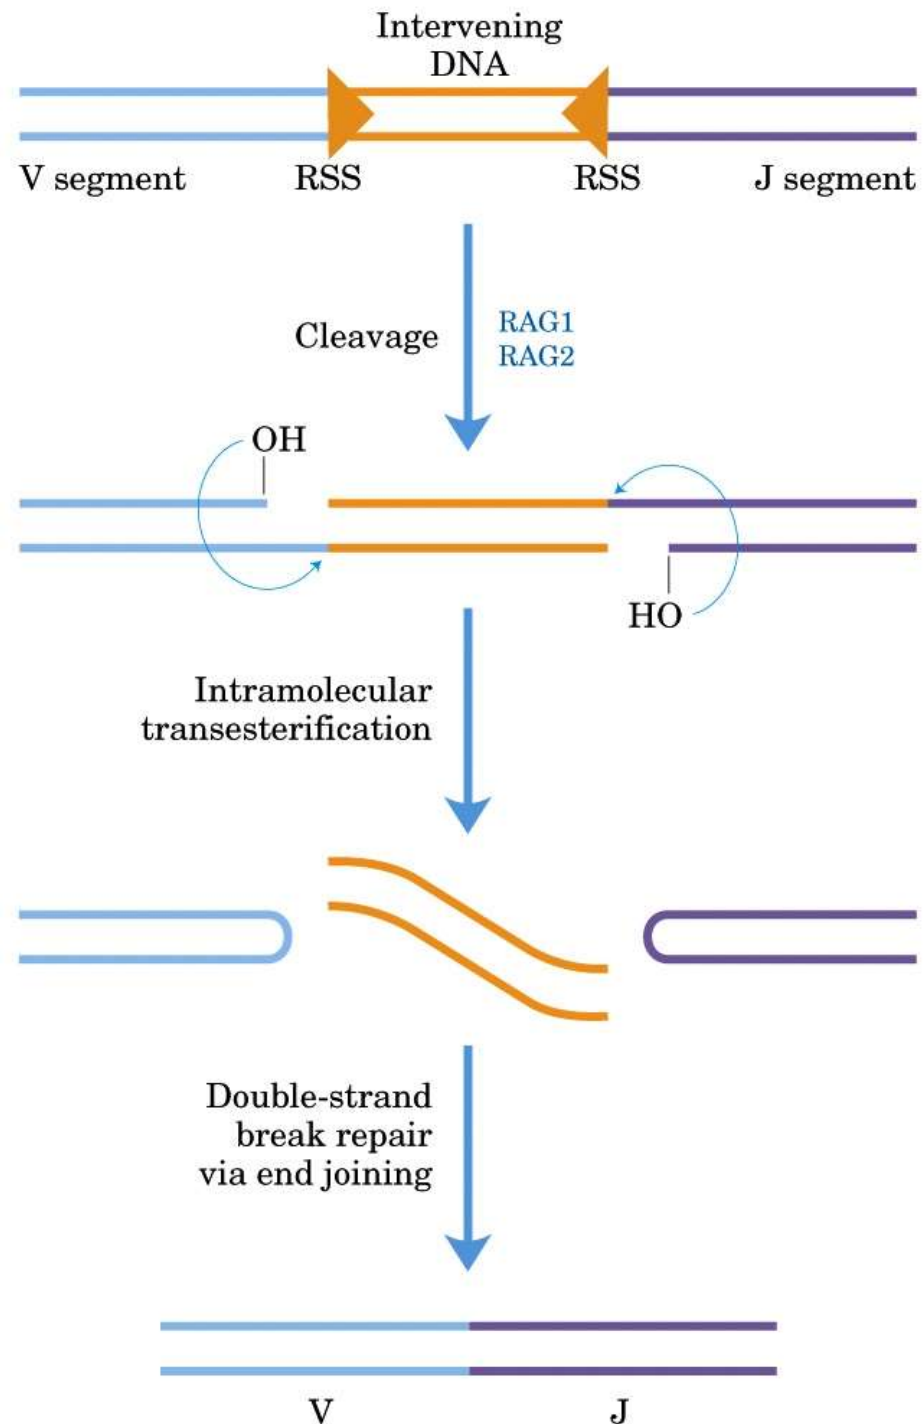 Intervening
DNA
V segment
RSS
RSS
J segment
Cleavage
RAG1
RAG2
OH
HO
Intramolecular
transesterification
Double-strand
break repair
via end joining
V
J